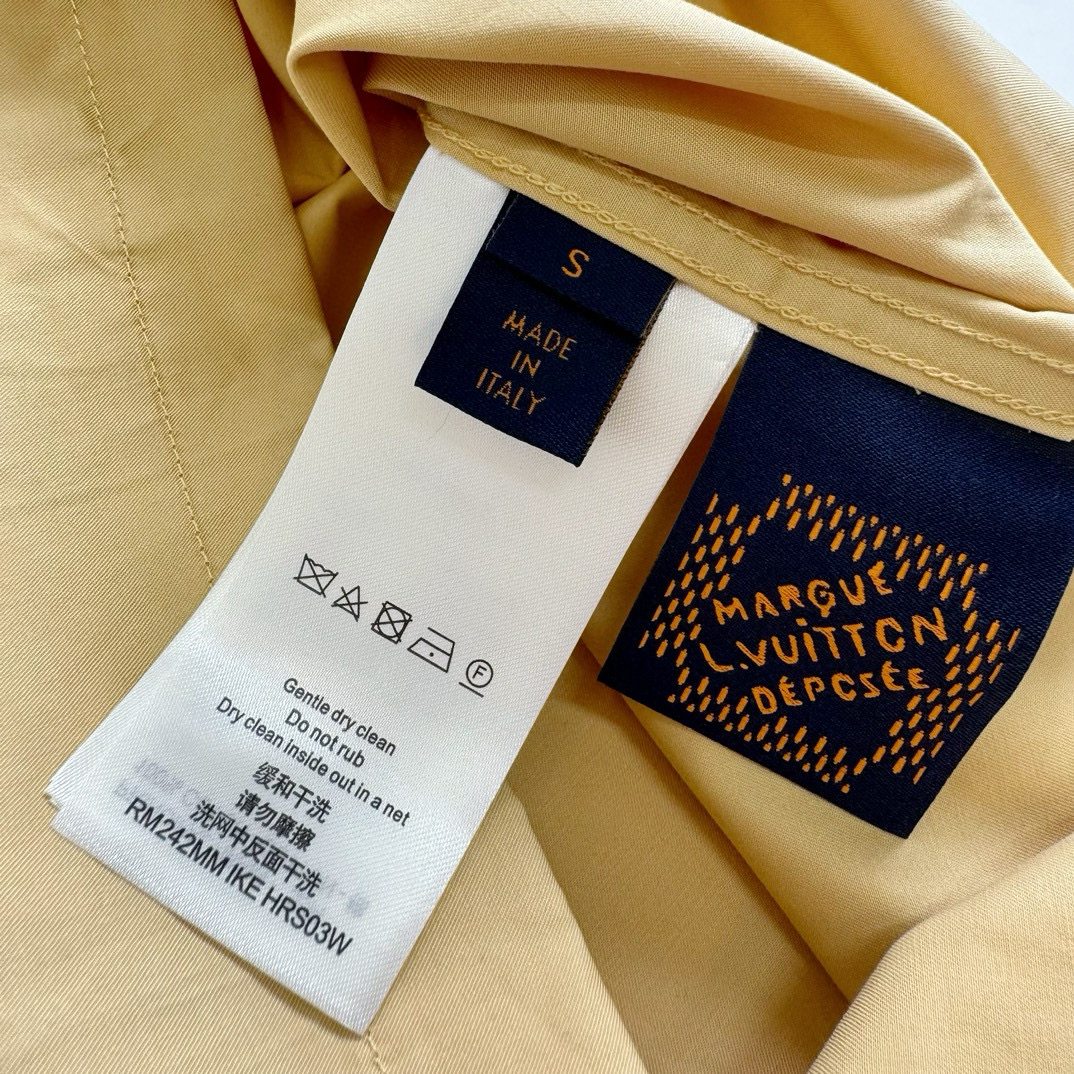 S
MADE
IN
ITALY
MARQUE
L.VUITTON
DÉPOSÉE
F
Gentle dry clean
Do not rub
Dry clean inside out in a net
缓和干洗
请勿摩擦
洗网中反面干洗
RM242MM IKE HRS03W